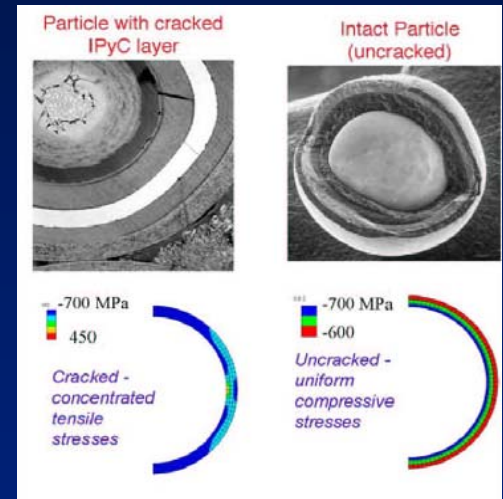 Particle with cracked
IPyC layer
Intact Particle
(uncracked)
-700 MPa
450
Cracked -
concentrated
tensile
stresses
-700 MPa
-600
Uncracked -
uniform
compressive
stresses